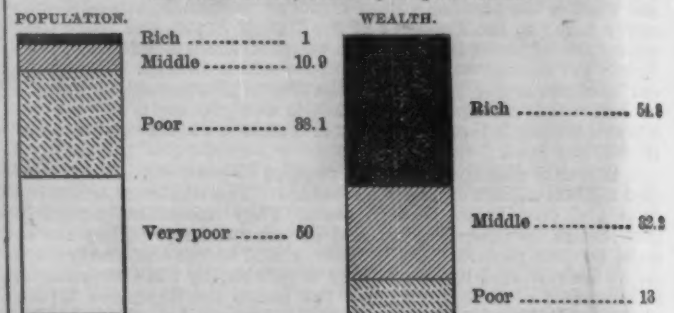 POPULATION.
Rich ............. 1
Middle ............ 10.9
Poor .............. 38.1
Very poor ....... 50
WEALTH.
Rich ............... 54.8
Middle ............. 32.2
Poor ............... 13